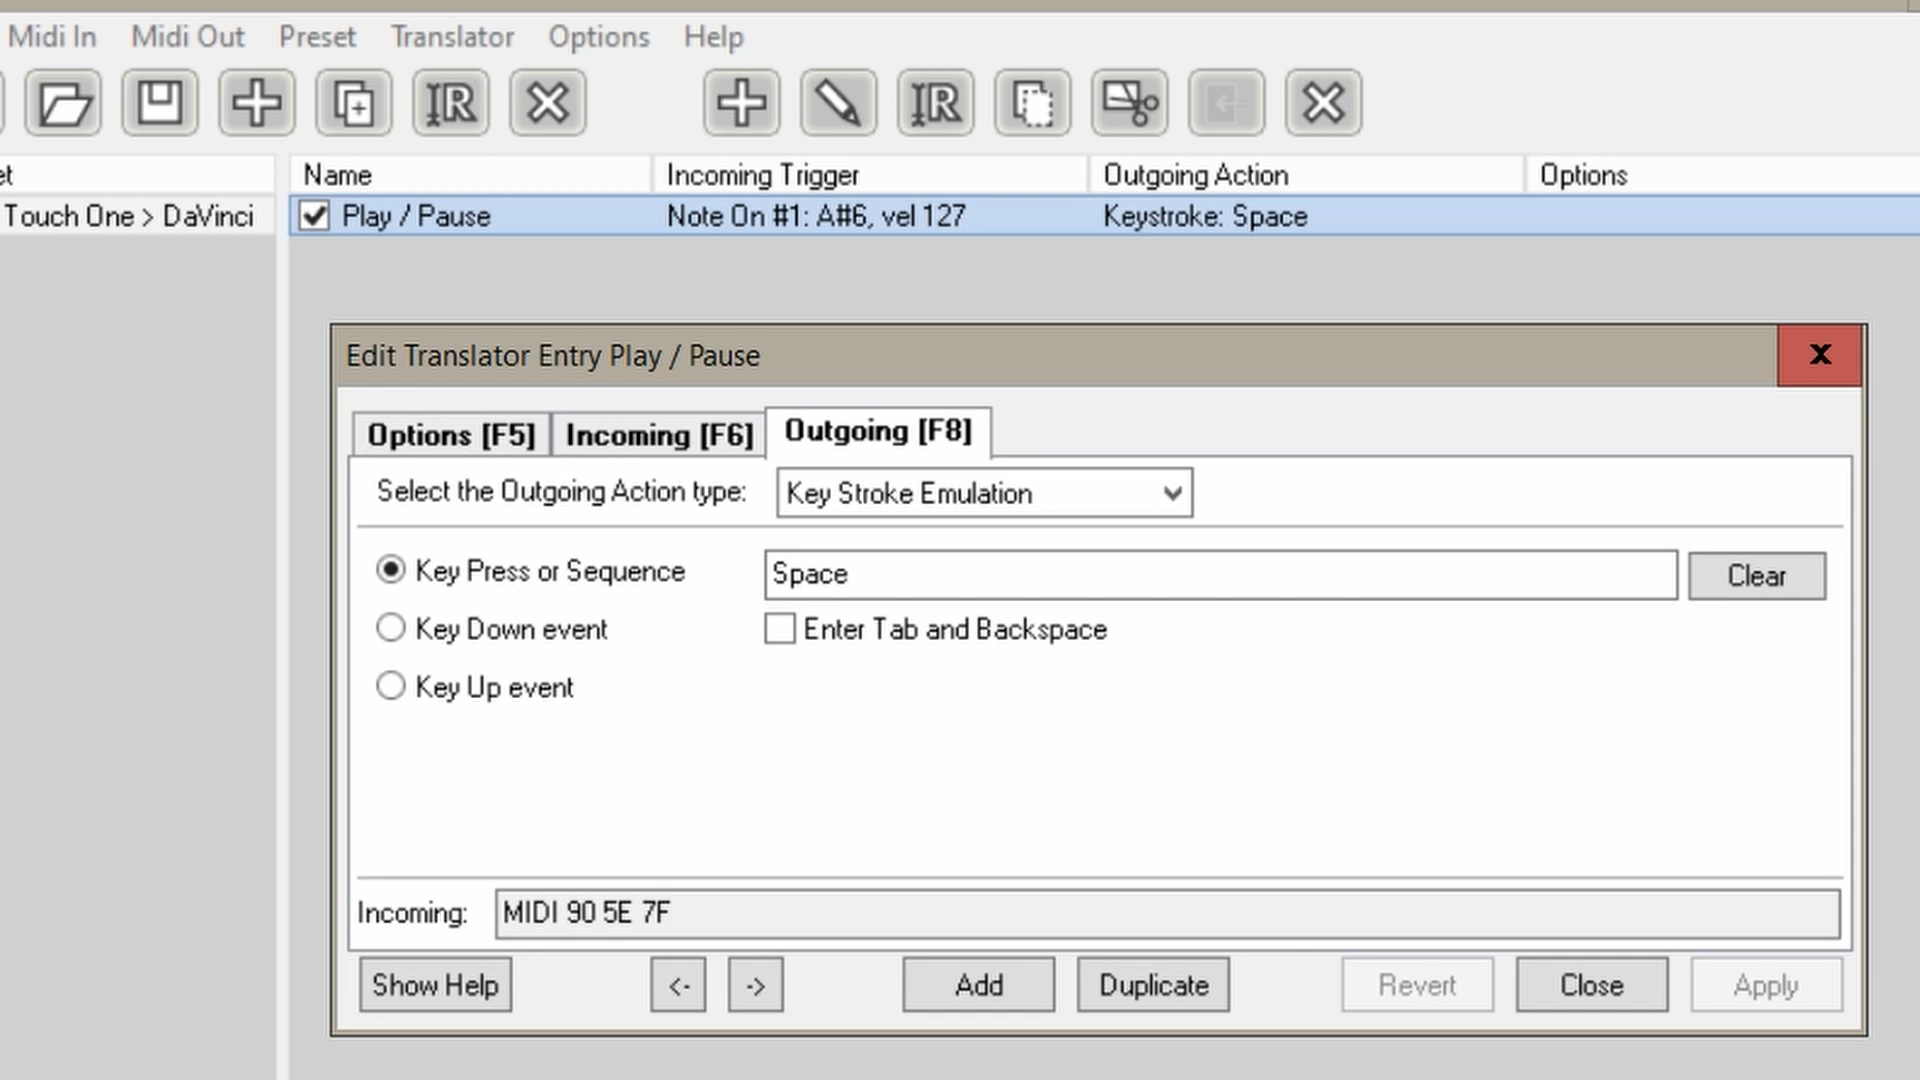 Midi In Midi Out Preset Translator Options Help
et Name Incoming Trigger Outgoing Action Options
Touch One > DaVinci Play / Pause Note On #1: A#6, vel 127 Keystroke: Space
Edit Translator Entry Play / Pause
Options [F5] Incoming [F6] Outgoing [F8]
Select the Outgoing Action type: Key Stroke Emulation
Key Press or Sequence Space Clear
Key Down event Enter Tab and Backspace
Key Up event
Incoming: MIDI 90 5E 7F
Show Help <- -> Add Duplicate Revert Close Apply